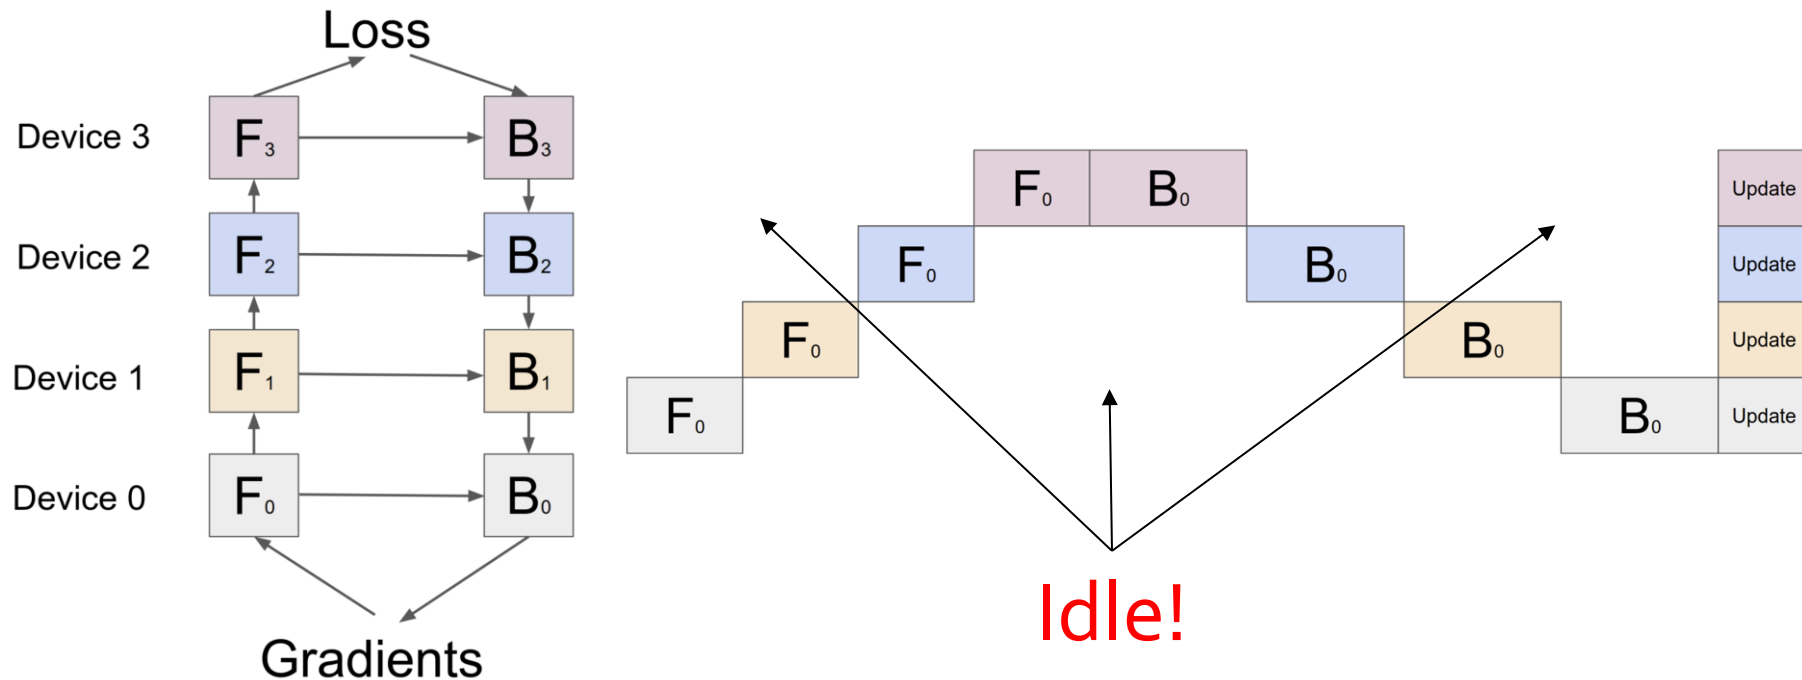 Loss
Device 3 F3 B3
Device 2 F2 B2
Device 1 F1 B1
Device 0 F0 B0
Gradients
F0 B0 Update
F0 B0 Update
F0 B0 Update
F0 B0 Update
Idle!